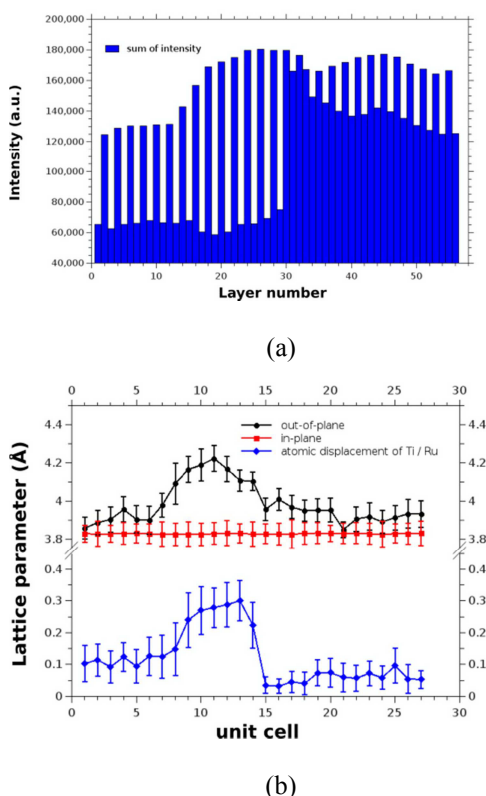 200,000
180,000
160,000
140,000
120,000
100,000
80,000
60,000
40,000
sum of intensity
Intensity (a.u.)
0 10 20 30 40 50
Layer number
(a)
0 5 10 15 20 25 30
4.4
4.2
4
3.8
0.3
0.2
0.1
0
out-of-plane
in-plane
atomic displacement of Ti / Ru
4.4
4.2
4
3.8
0.3
0.2
0.1
0
Lattice parameter (Å)
0 5 10 15 20 25 30
unit cell
(b)